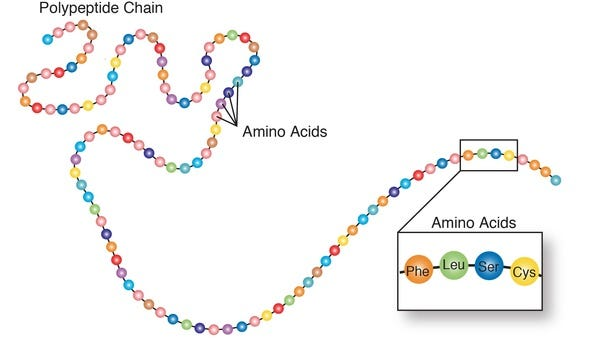 Polypeptide Chain
Amino Acids
Amino Acids
Phe Leu Ser Cys